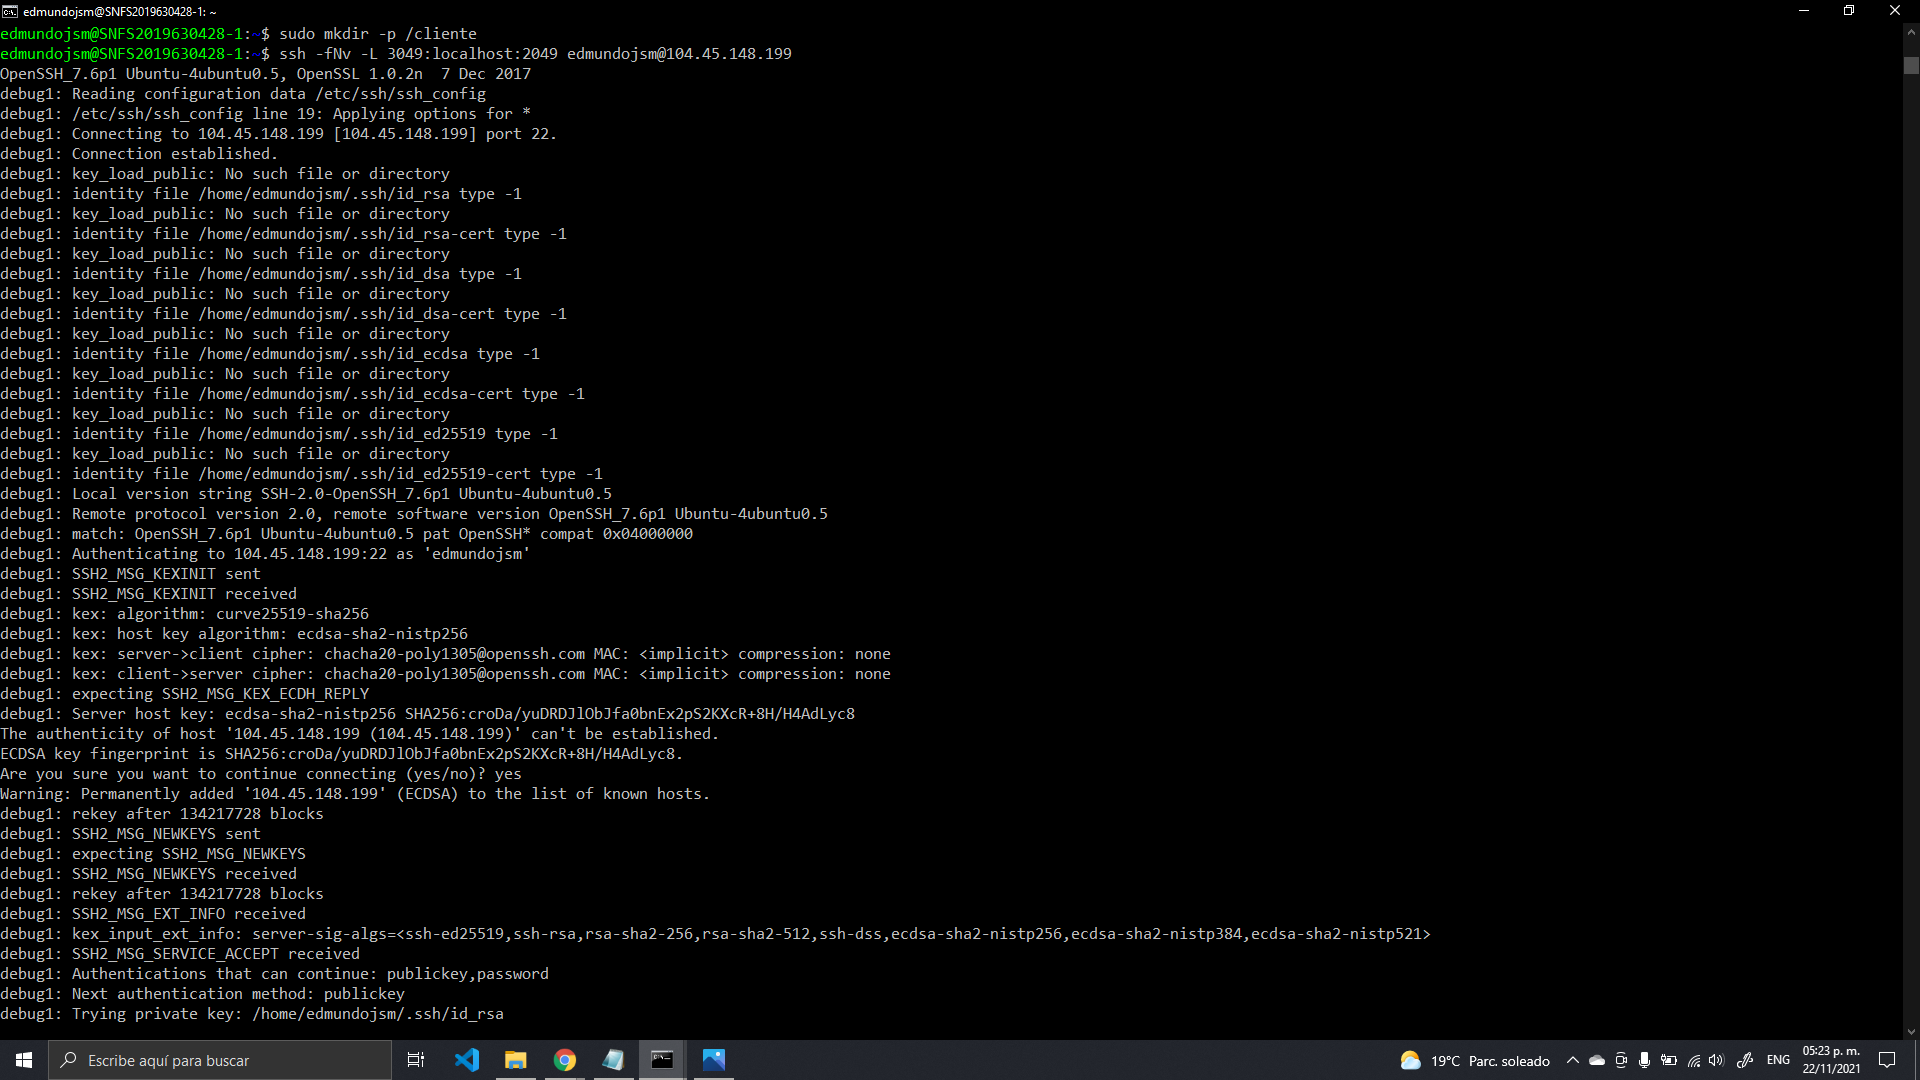 edmundojsm@SNFS2019630428-1: ~
edmundojsm@SNFS2019630428-1:~$ sudo mkdir -p /cliente
edmundojsm@SNFS2019630428-1:~$ ssh -fNv -L 3049:localhost:2049 edmundojsm@104.45.148.199
OpenSSH_7.6p1 Ubuntu-4ubuntu0.5, OpenSSL 1.0.2n  7 Dec 2017
debug1: Reading configuration data /etc/ssh/ssh_config
debug1: /etc/ssh/ssh_config line 19: Applying options for *
debug1: Connecting to 104.45.148.199 [104.45.148.199] port 22.
debug1: Connection established.
debug1: key_load_public: No such file or directory
debug1: identity file /home/edmundojsm/.ssh/id_rsa type -1
debug1: key_load_public: No such file or directory
debug1: identity file /home/edmundojsm/.ssh/id_rsa-cert type -1
debug1: key_load_public: No such file or directory
debug1: identity file /home/edmundojsm/.ssh/id_dsa type -1
debug1: key_load_public: No such file or directory
debug1: identity file /home/edmundojsm/.ssh/id_dsa-cert type -1
debug1: key_load_public: No such file or directory
debug1: identity file /home/edmundojsm/.ssh/id_ecdsa type -1
debug1: key_load_public: No such file or directory
debug1: identity file /home/edmundojsm/.ssh/id_ecdsa-cert type -1
debug1: key_load_public: No such file or directory
debug1: identity file /home/edmundojsm/.ssh/id_ed25519 type -1
debug1: key_load_public: No such file or directory
debug1: identity file /home/edmundojsm/.ssh/id_ed25519-cert type -1
debug1: Local version string SSH-2.0-OpenSSH_7.6p1 Ubuntu-4ubuntu0.5
debug1: Remote protocol version 2.0, remote software version OpenSSH_7.6p1 Ubuntu-4ubuntu0.5
debug1: match: OpenSSH_7.6p1 Ubuntu-4ubuntu0.5 pat OpenSSH* compat 0x04000000
debug1: Authenticating to 104.45.148.199:22 as 'edmundojsm'
debug1: SSH2_MSG_KEXINIT sent
debug1: SSH2_MSG_KEXINIT received
debug1: kex: algorithm: curve25519-sha256
debug1: kex: host key algorithm: ecdsa-sha2-nistp256
debug1: kex: server->client cipher: chacha20-poly1305@openssh.com MAC: <implicit> compression: none
debug1: kex: client->server cipher: chacha20-poly1305@openssh.com MAC: <implicit> compression: none
debug1: expecting SSH2_MSG_KEX_ECDH_REPLY
debug1: Server host key: ecdsa-sha2-nistp256 SHA256:croDa/yuDRDJlObJfa0bnEx2pS2KXcR+8H/H4AdLyc8
The authenticity of host '104.45.148.199 (104.45.148.199)' can't be established.
ECDSA key fingerprint is SHA256:croDa/yuDRDJlObJfa0bnEx2pS2KXcR+8H/H4AdLyc8.
Are you sure you want to continue connecting (yes/no)? yes
Warning: Permanently added '104.45.148.199' (ECDSA) to the list of known hosts.
debug1: rekey after 134217728 blocks
debug1: SSH2_MSG_NEWKEYS sent
debug1: expecting SSH2_MSG_NEWKEYS
debug1: SSH2_MSG_NEWKEYS received
debug1: rekey after 134217728 blocks
debug1: SSH2_MSG_EXT_INFO received
debug1: kex_input_ext_info: server-sig-algs=<ssh-ed25519,ssh-rsa,rsa-sha2-256,rsa-sha2-512,ssh-dss,ecdsa-sha2-nistp256,ecdsa-sha2-nistp384,ecdsa-sha2-nistp521>
debug1: SSH2_MSG_SERVICE_ACCEPT received
debug1: Authentications that can continue: publickey,password
debug1: Next authentication method: publickey
debug1: Trying private key: /home/edmundojsm/.ssh/id_rsa
Escribe aquí para buscar
19°C Parc. soleado
ENG
05:23 p. m.
22/11/2021